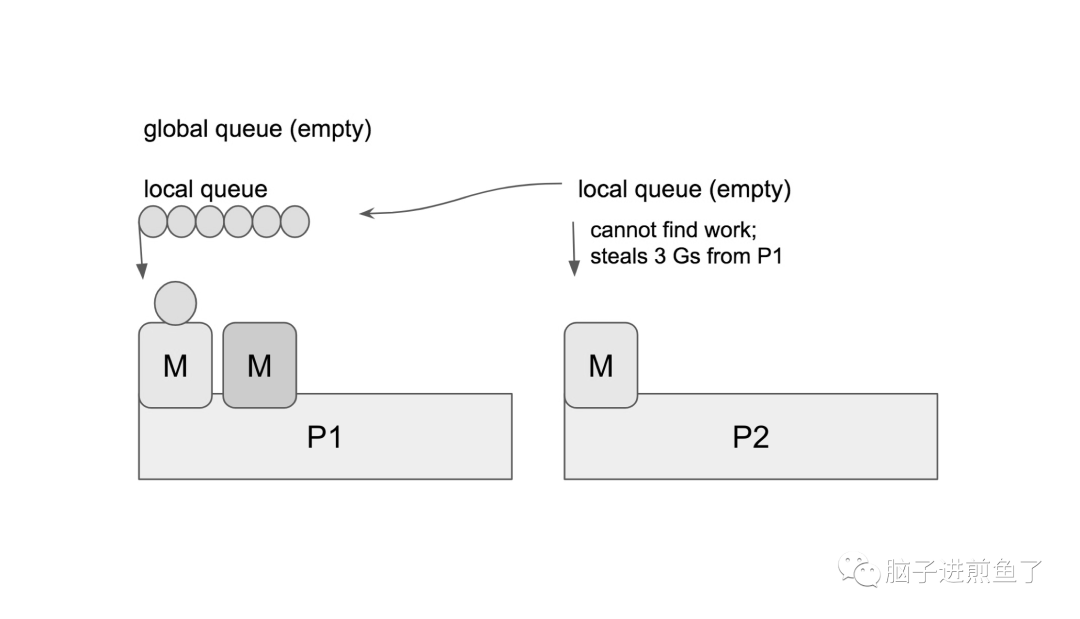 global queue (empty)
local queue
local queue (empty)
cannot find work;
steals 3 Gs from P1
M
M
M
P1
P2
脑子进煎鱼了